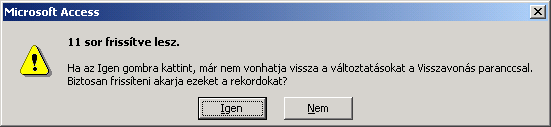 Microsoft Access
11 sor frissítve lesz.
Ha az Igen gombra kattint, már nem vonhatja vissza a változtatásokat a Visszavonás paranccsal.
Biztosan frissíteni akarja ezeket a rekordokat?
Igen
Nem